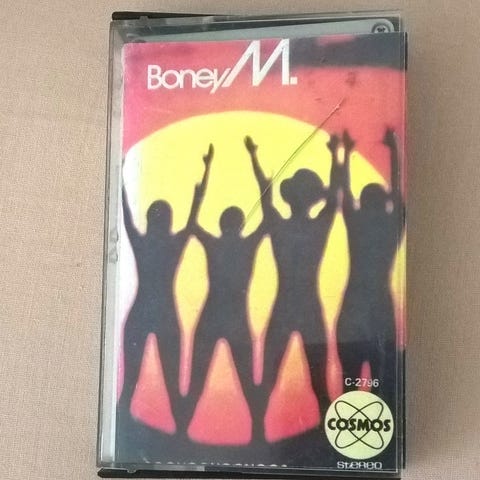 Boney M.
C-2796
COSMOS
STEREO